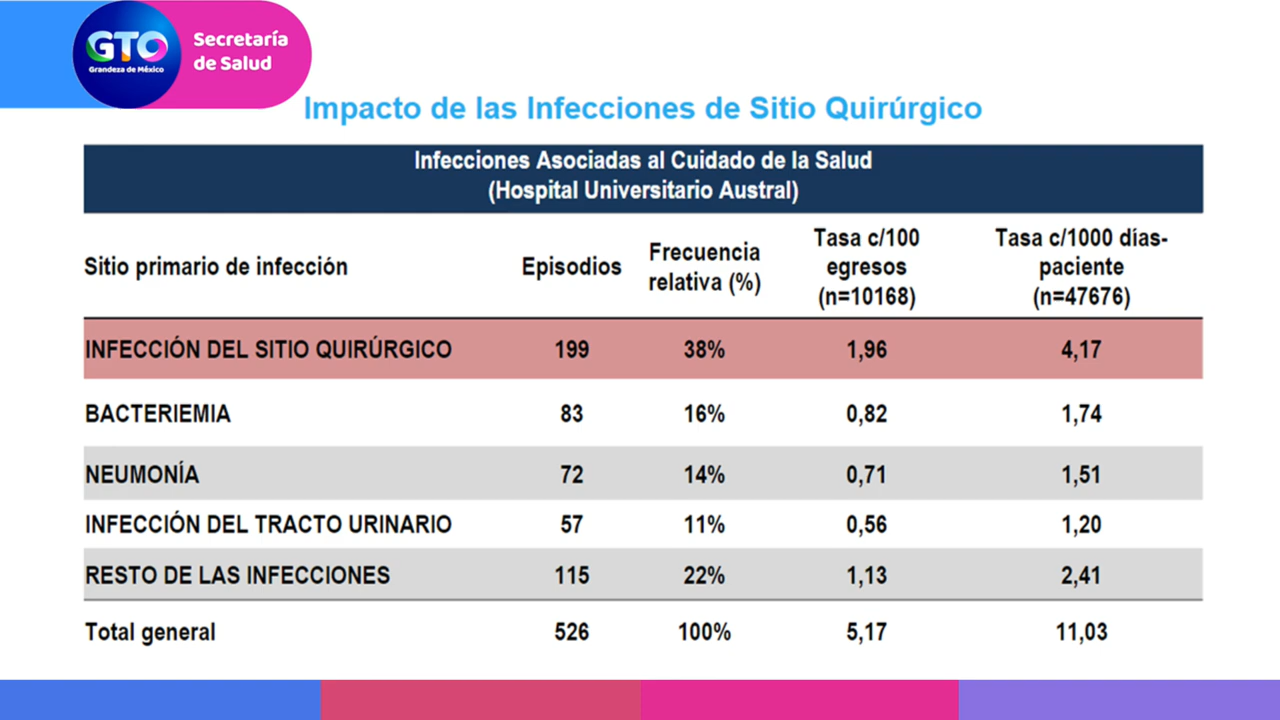 GTO
Grandeza de México
Secretaría
de Salud
Impacto de las Infecciones de Sitio Quirúrgico
Infecciones Asociadas al Cuidado de la Salud
(Hospital Universitario Austral)
Sitio primario de infección Episodios Frecuencia relativa (%) Tasa c/100 egresos (n=10168) Tasa c/1000 días-paciente (n=47676)
INFECCIÓN DEL SITIO QUIRÚRGICO 199 38% 1,96 4,17
BACTERIEMIA 83 16% 0,82 1,74
NEUMONÍA 72 14% 0,71 1,51
INFECCIÓN DEL TRACTO URINARIO 57 11% 0,56 1,20
RESTO DE LAS INFECCIONES 115 22% 1,13 2,41
Total general 526 100% 5,17 11,03